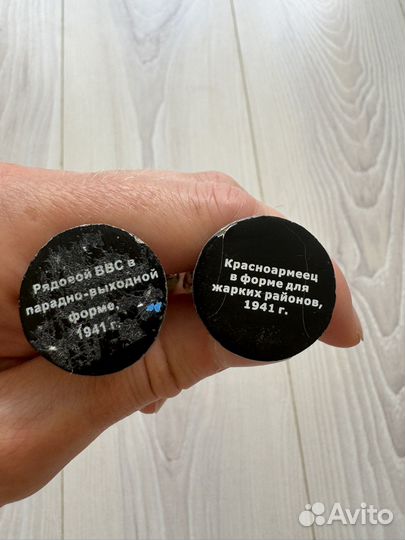 Рядовой ВВС в
парадно-выходной
форме.
1941 г.
Красноармеец
в форме для
жарких районов,
1941 г.
Avito